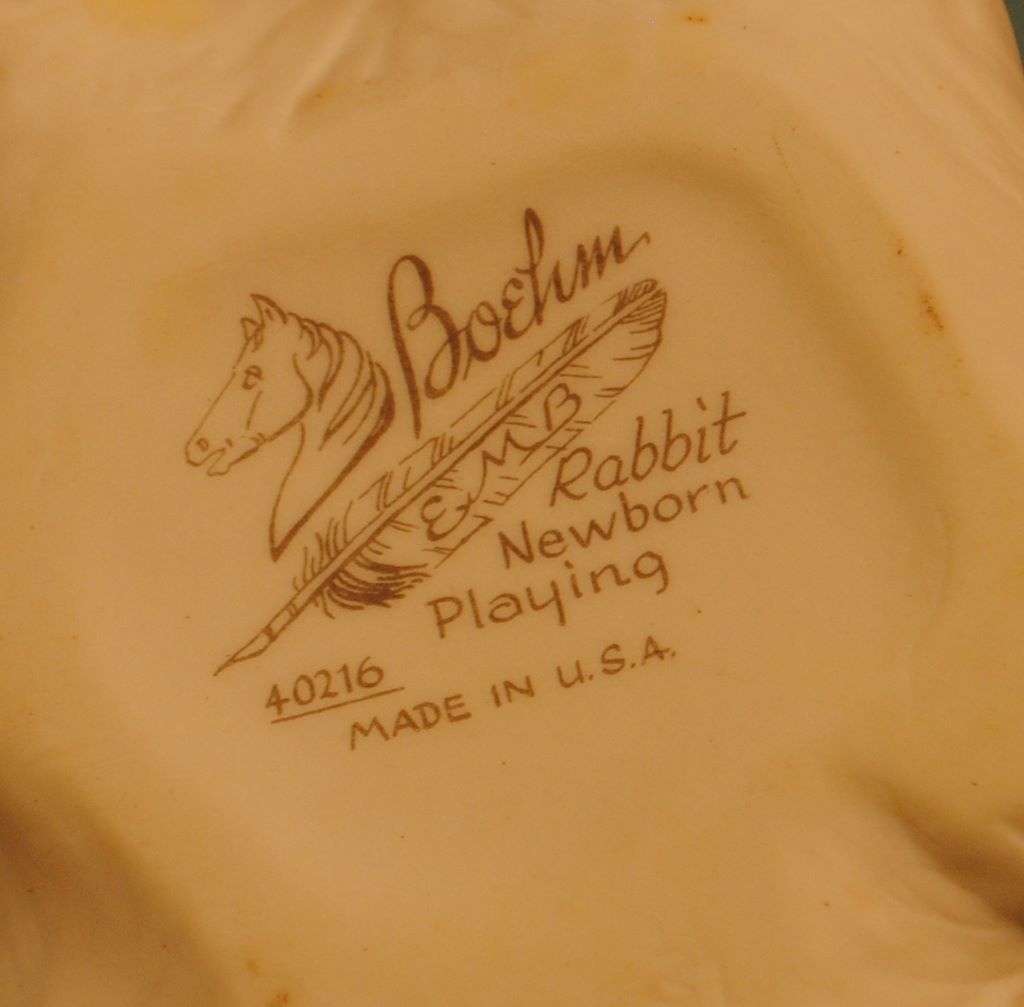 Boehm
EMB
Rabbit
Newborn
Playing
40216
MADE IN U.S.A.